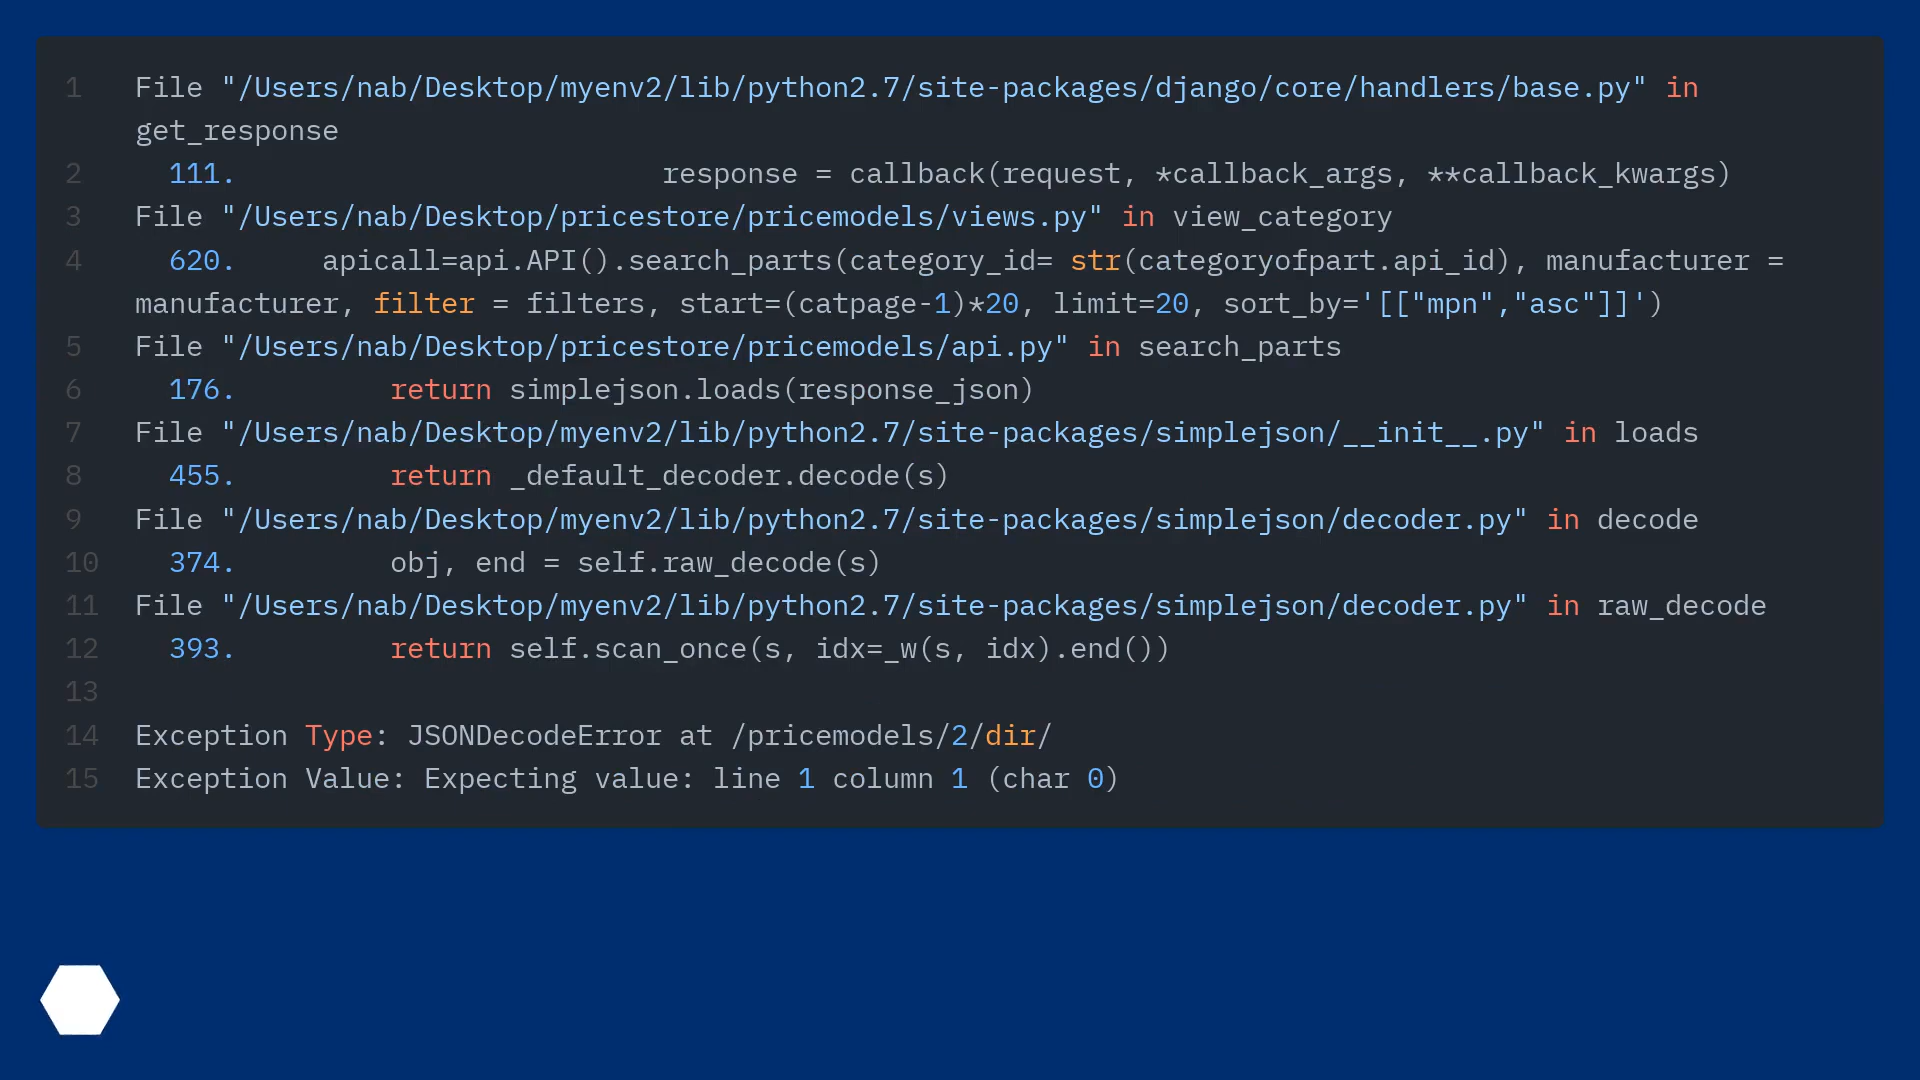 1 File "/Users/nab/Desktop/myenv2/lib/python2.7/site-packages/django/core/handlers/base.py" in
get_response
2 111. response = callback(request, *callback_args, **callback_kwargs)
3 File "/Users/nab/Desktop/pricestore/pricemodels/views.py" in view_category
4 620. apicall=api.API().search_parts(category_id= str(categoryofpart.api_id), manufacturer =
manufacturer, filter = filters, start=(catpage-1)*20, limit=20, sort_by='[["mpn","asc"]]')
5 File "/Users/nab/Desktop/pricestore/pricemodels/api.py" in search_parts
6 176. return simplejson.loads(response_json)
7 File "/Users/nab/Desktop/myenv2/lib/python2.7/site-packages/simplejson/__init__.py" in loads
8 455. return _default_decoder.decode(s)
9 File "/Users/nab/Desktop/myenv2/lib/python2.7/site-packages/simplejson/decoder.py" in decode
10 374. obj, end = self.raw_decode(s)
11 File "/Users/nab/Desktop/myenv2/lib/python2.7/site-packages/simplejson/decoder.py" in raw_decode
12 393. return self.scan_once(s, idx=_w(s, idx).end())
13
14 Exception Type: JSONDecodeError at /pricemodels/2/dir/
15 Exception Value: Expecting value: line 1 column 1 (char 0)